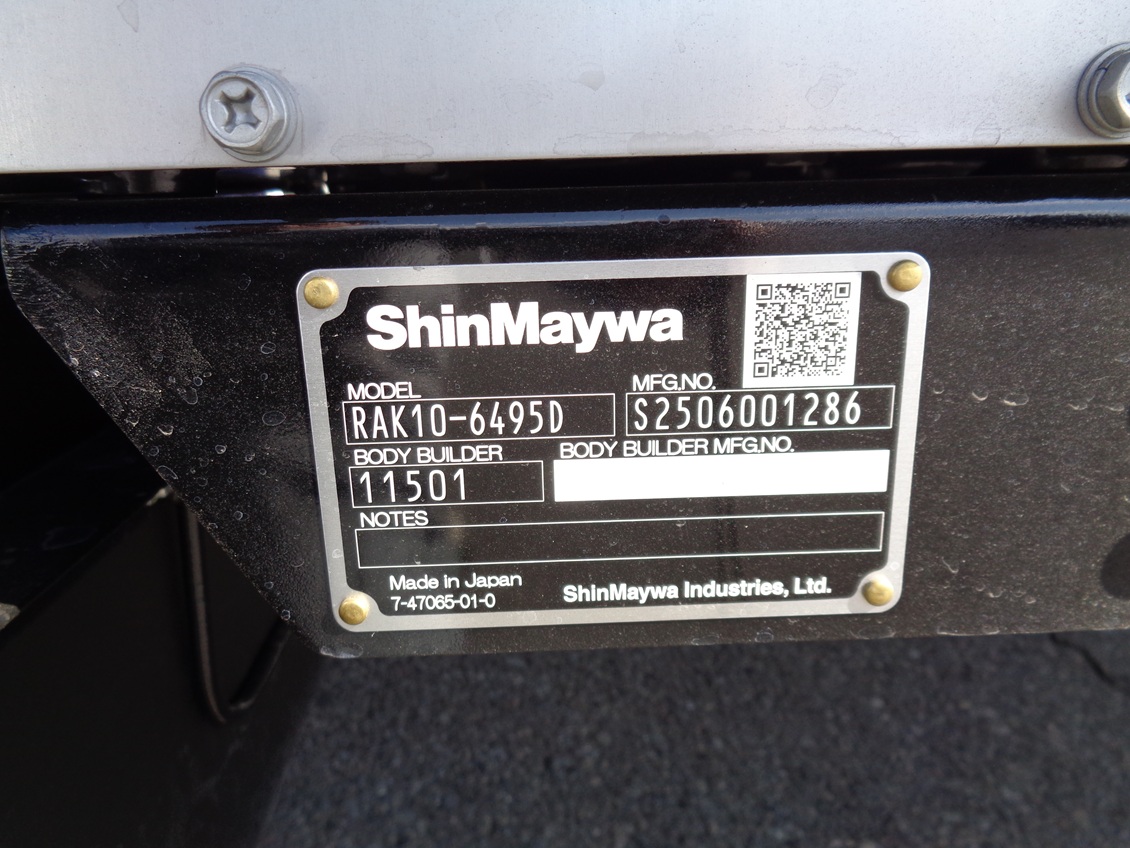 ShinMaywa
MODEL
RAK10-6495D
MFG.NO.
S2506001286
BODY BUILDER
11501
BODY BUILDER MFG.NO.
NOTES
Made in Japan
7-47065-01-0
ShinMaywa Industries, Ltd.